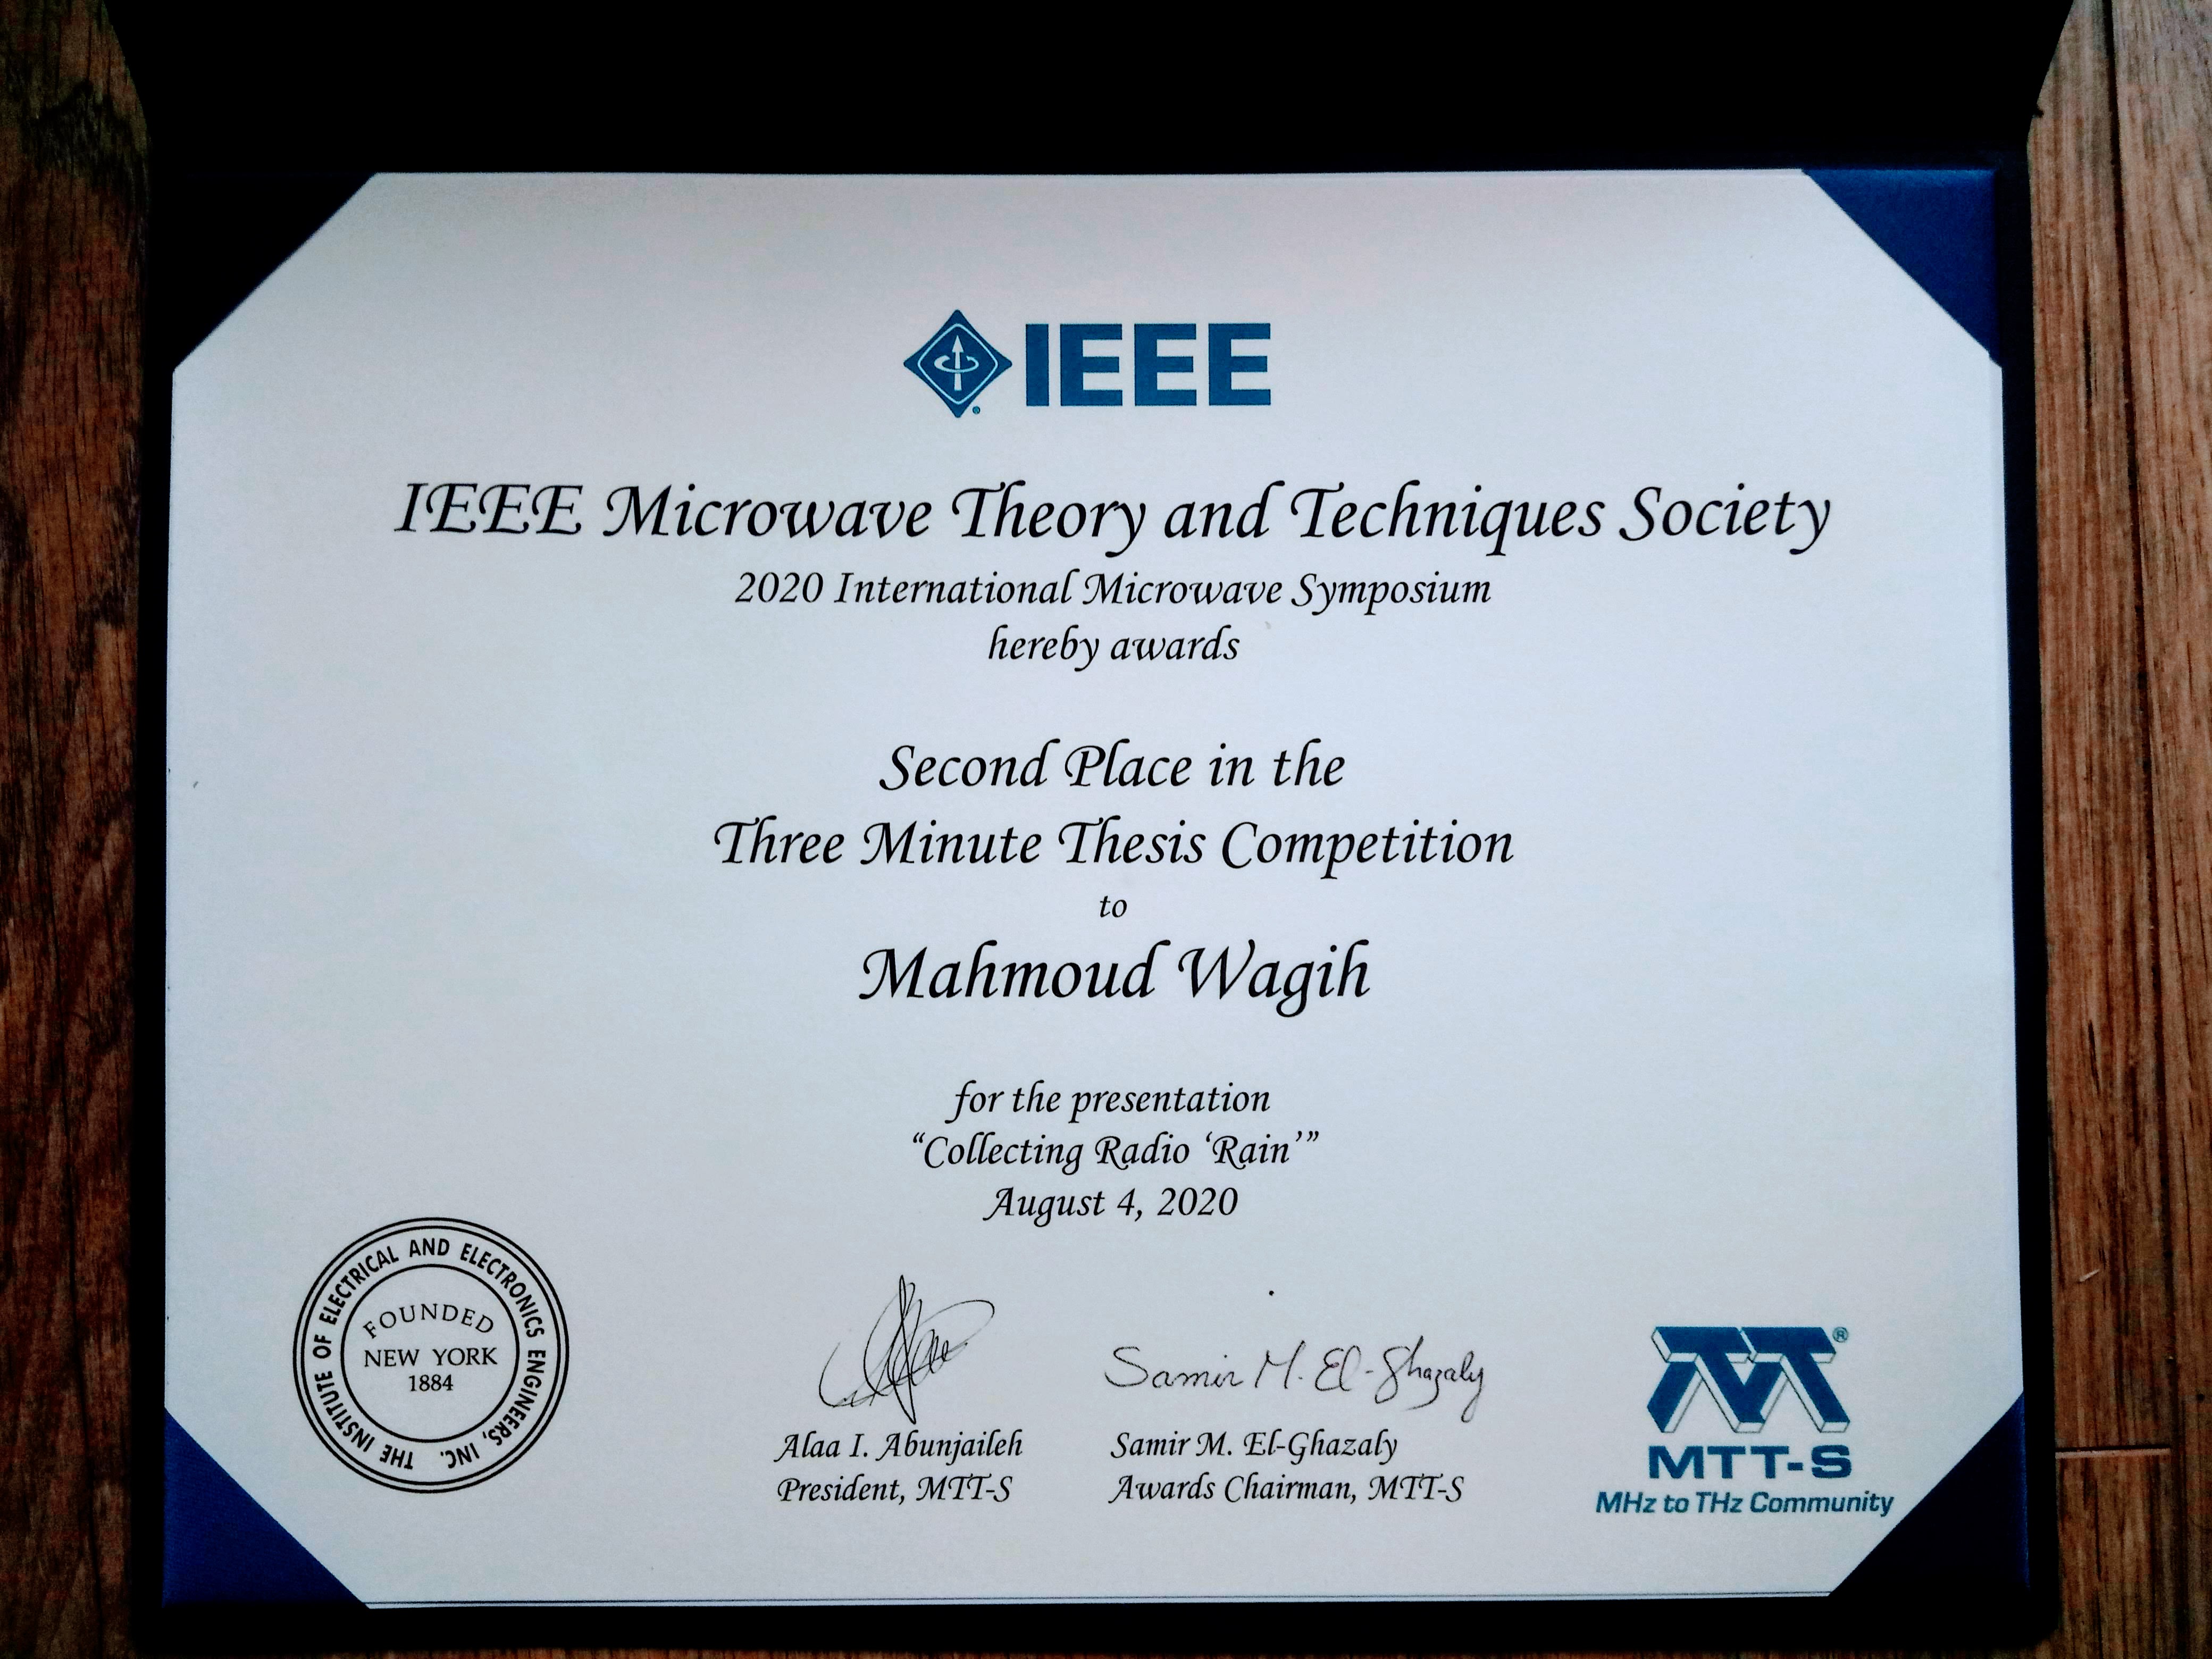 IEEE
IEEE Microwave Theory and Techniques Society
2020 International Microwave Symposium
hereby awards
Second Place in the
Three Minute Thesis Competition
to
Mahmoud Wagih
for the presentation
“Collecting Radio ‘Rain’”
August 4, 2020
THE INSTITUTE OF ELECTRICAL AND ELECTRONICS ENGINEERS, INC.
FOUNDED
NEW YORK
1884
Samir M. El-Ghazaly
Alaa I. Abunjaileh
President, MTT-S
Samir M. El-Ghazaly
Awards Chairman, MTT-S
MTT®
MTT-S
MHz to THz Community